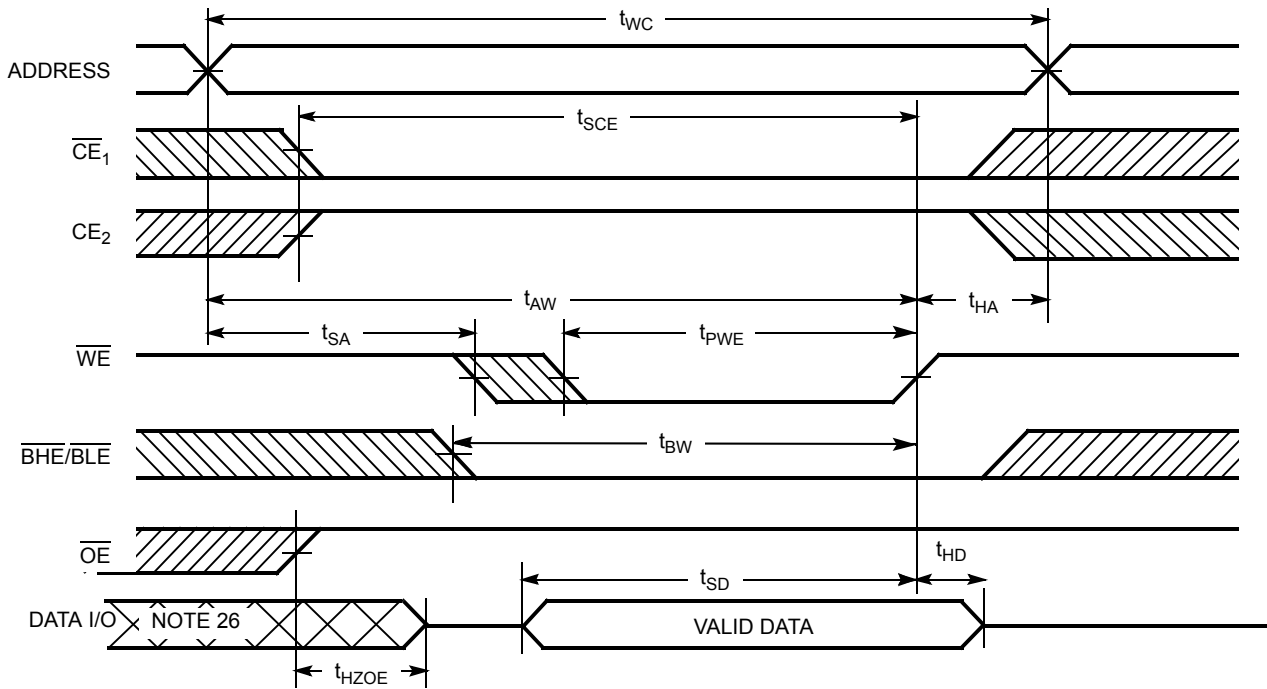 tWC
ADDRESS
tSCE
CE1
CE2
tAW
tHA
tSA
tPWE
WE
tBW
BHE/BLE
OE
tHD
tSD
DATA I/O
NOTE 26
VALID DATA
tHZOE